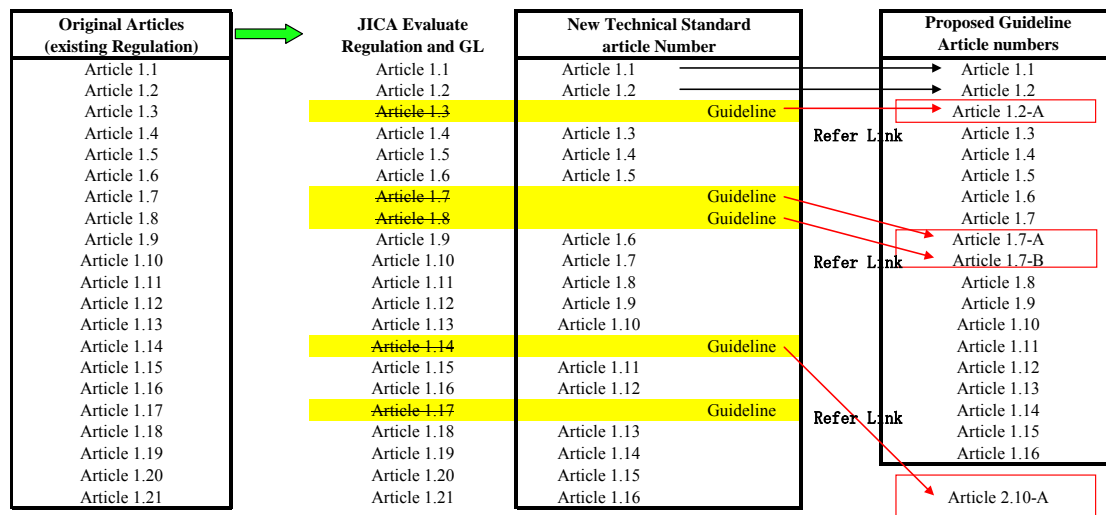 Original Articles (existing Regulation)
JICA Evaluate Regulation and GL
New Technical Standard article Number
Proposed Guideline Article numbers
Article 1.1 Article 1.1 Article 1.1 Article 1.1
Article 1.2 Article 1.2 Article 1.2 Article 1.2
Article 1.3 Article 1.3 Guideline Article 1.2-A
Article 1.4 Article 1.4 Article 1.3 Refer Link Article 1.3
Article 1.5 Article 1.5 Article 1.4 Article 1.4
Article 1.6 Article 1.6 Article 1.5 Article 1.5
Article 1.7 Article 1.7 Guideline Article 1.6
Article 1.8 Article 1.8 Guideline Article 1.7
Article 1.9 Article 1.9 Article 1.6 Article 1.7-A
Article 1.10 Article 1.10 Article 1.7 Refer Link Article 1.7-B
Article 1.11 Article 1.11 Article 1.8 Article 1.8
Article 1.12 Article 1.12 Article 1.9 Article 1.9
Article 1.13 Article 1.13 Article 1.10 Article 1.10
Article 1.14 Article 1.14 Guideline Article 1.11
Article 1.15 Article 1.15 Article 1.11 Article 1.12
Article 1.16 Article 1.16 Article 1.12 Article 1.13
Article 1.17 Article 1.17 Guideline Refer Link Article 1.14
Article 1.18 Article 1.18 Article 1.13 Article 1.15
Article 1.19 Article 1.19 Article 1.14 Article 1.16
Article 1.20 Article 1.20 Article 1.15
Article 1.21 Article 1.21 Article 1.16 Article 2.10-A